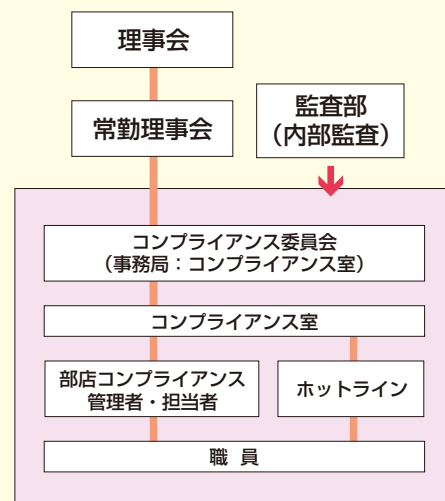 理事会
常勤理事会
監査部
（内部監査）
コンプライアンス委員会
（事務局：コンプライアンス室）
コンプライアンス室
部店コンプライアンス
管理者・担当者
ホットライン
職 員